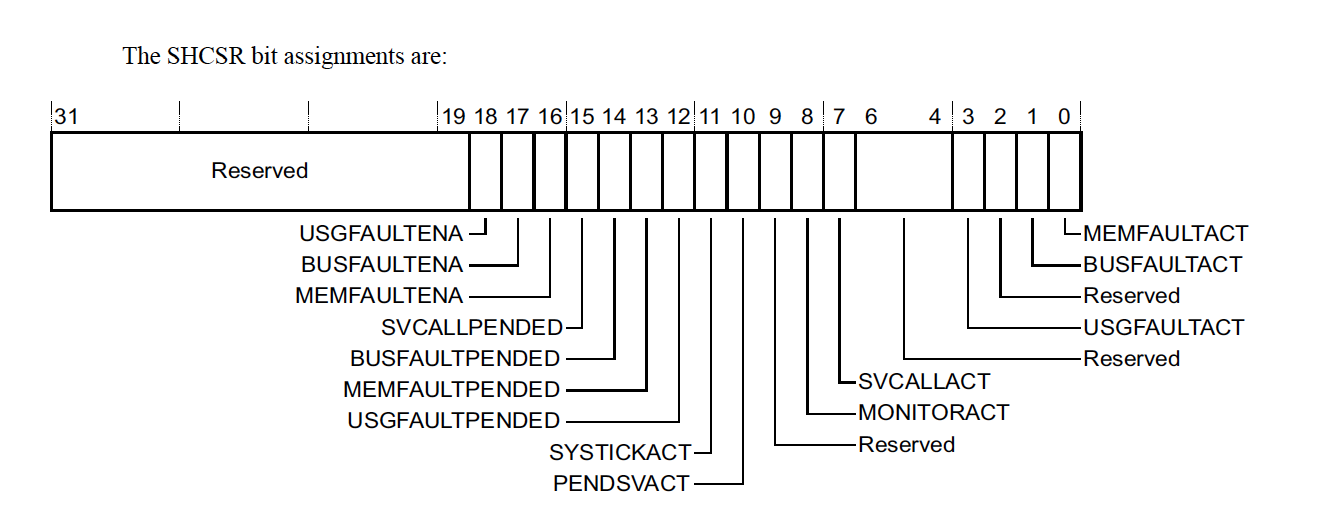 The SHCSR bit assignments are:
31 19 18 17 16 15 14 13 12 11 10 9 8 7 6 4 3 2 1 0
Reserved
USGFAULTENA MEMFAULTACT
BUSFAULTENA BUSFAULTACT
MEMFAULTENA Reserved
SVCALLPENDED USGFAULTACT
BUSFAULTPENDED Reserved
MEMFAULTPENDED SVCALLACT
USGFAULTPENDED MONITORACT
SYSTICKACT Reserved
PENDSVACT